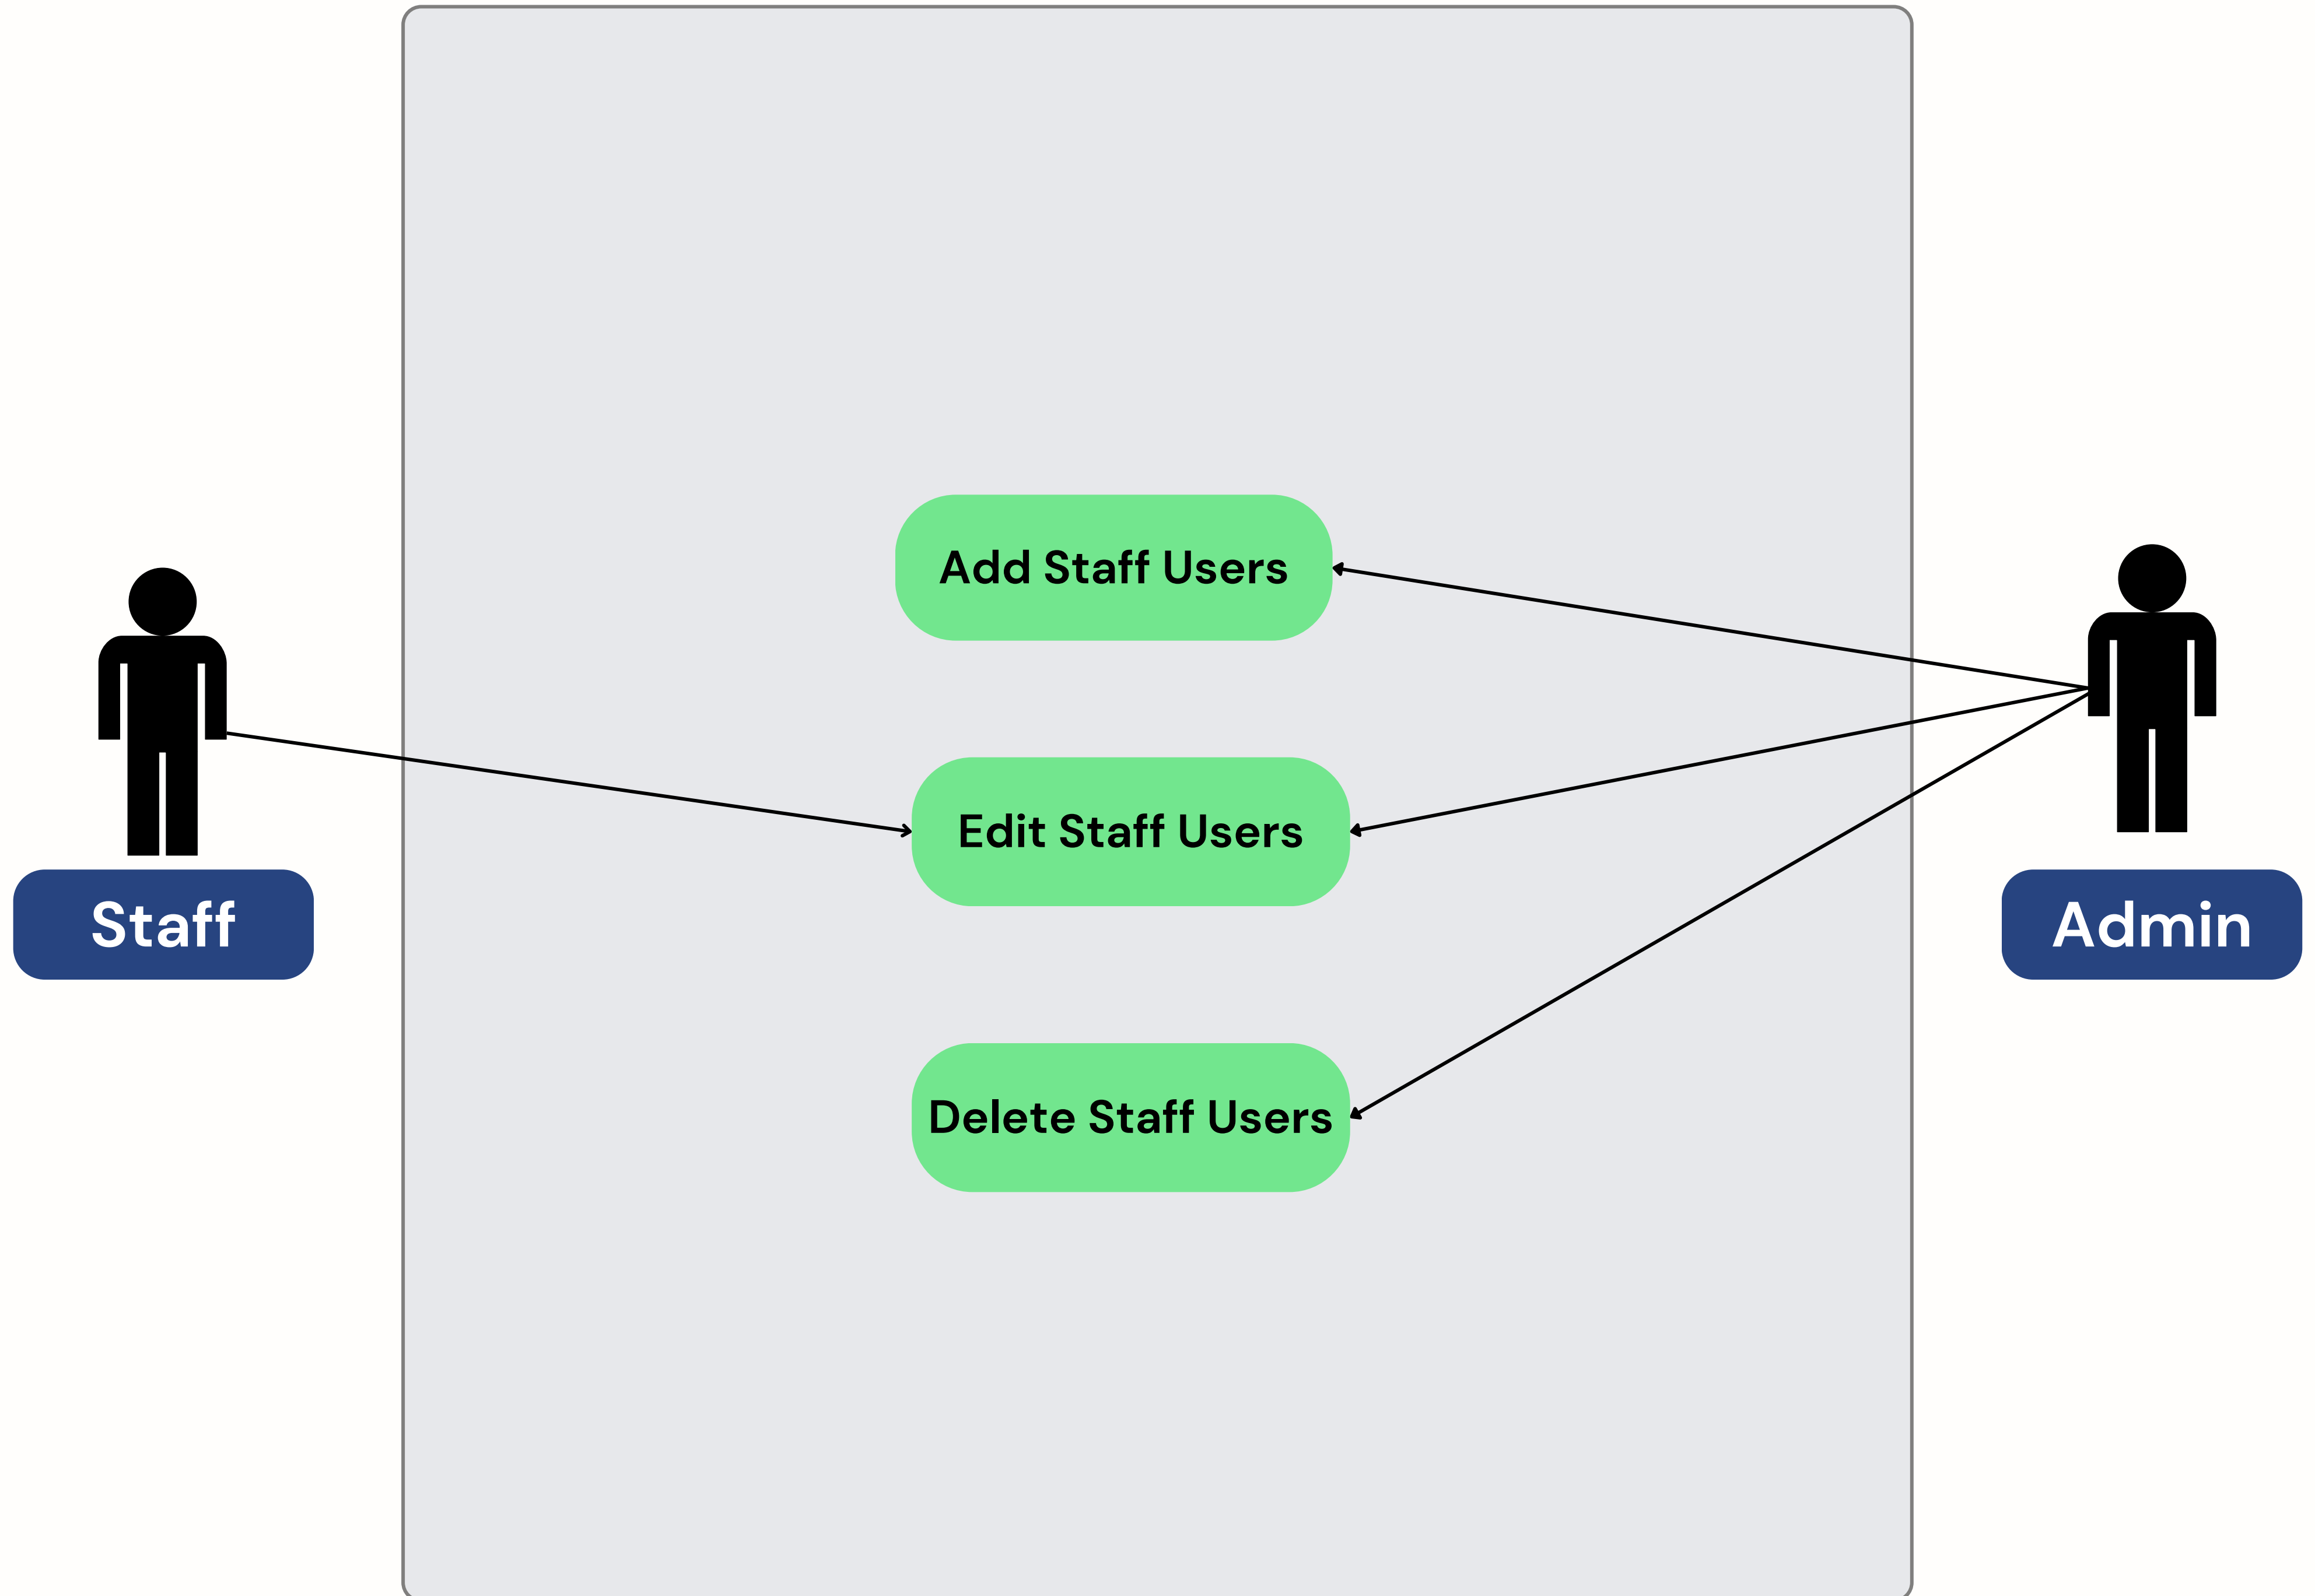 Add Staff Users
Edit Staff Users
Staff
Admin
Delete Staff Users